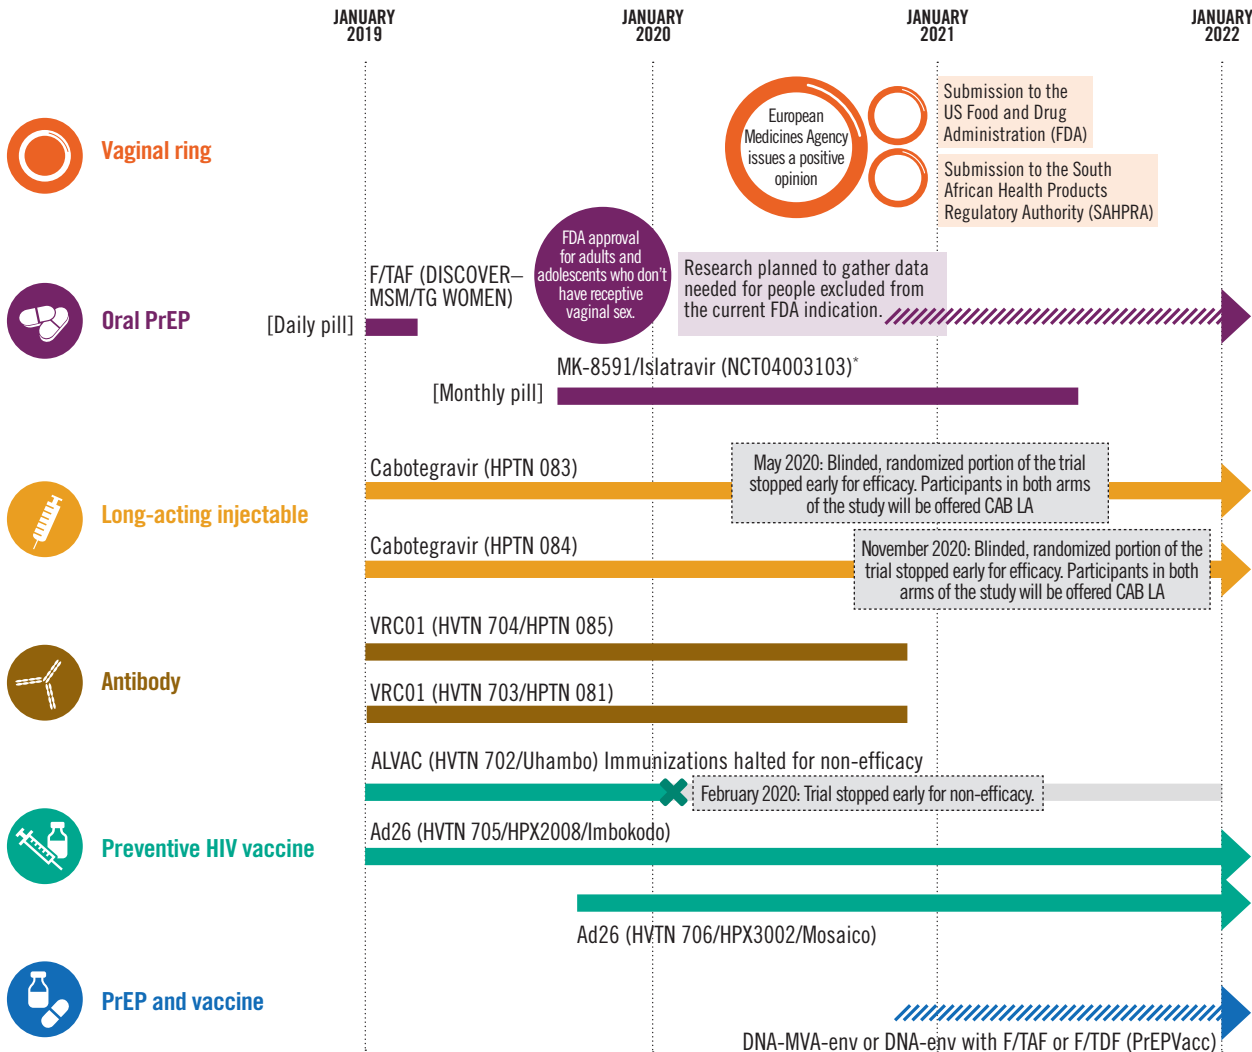 JANUARY
2019
JANUARY
2020
JANUARY
2021
JANUARY
2022
Vaginal ring
European
Medicines Agency
issues a positive
opinion
Submission to the
US Food and Drug
Administration (FDA)
Submission to the South
African Health Products
Regulatory Authority (SAHPRA)
Oral PrEP
[Daily pill]
F/TAF (DISCOVER–
MSM/TG WOMEN)
FDA approval
for adults and
adolescents who don't
have receptive
vaginal sex.
Research planned to gather data
needed for people excluded from
the current FDA indication.
MK-8591/Islatravir (NCT04003103)*
[Monthly pill]
Long-acting injectable
Cabotegravir (HPTN 083)
May 2020: Blinded, randomized portion of the trial
stopped early for efficacy. Participants in both arms
of the study will be offered CAB LA
Cabotegravir (HPTN 084)
November 2020: Blinded, randomized portion of the
trial stopped early for efficacy. Participants in both
arms of the study will be offered CAB LA
Antibody
VRC01 (HVTN 704/HPTN 085)
VRC01 (HVTN 703/HPTN 081)
Preventive HIV vaccine
ALVAC (HVTN 702/Uhambo) Immunizations halted for non-efficacy
February 2020: Trial stopped early for non-efficacy.
Ad26 (HVTN 705/HPX2008/Imbokodo)
Ad26 (HVTN 706/HPX3002/Mosaico)
PrEP and vaccine
DNA-MVA-env or DNA-env with F/TAF or F/TDF (PrEPVacc)